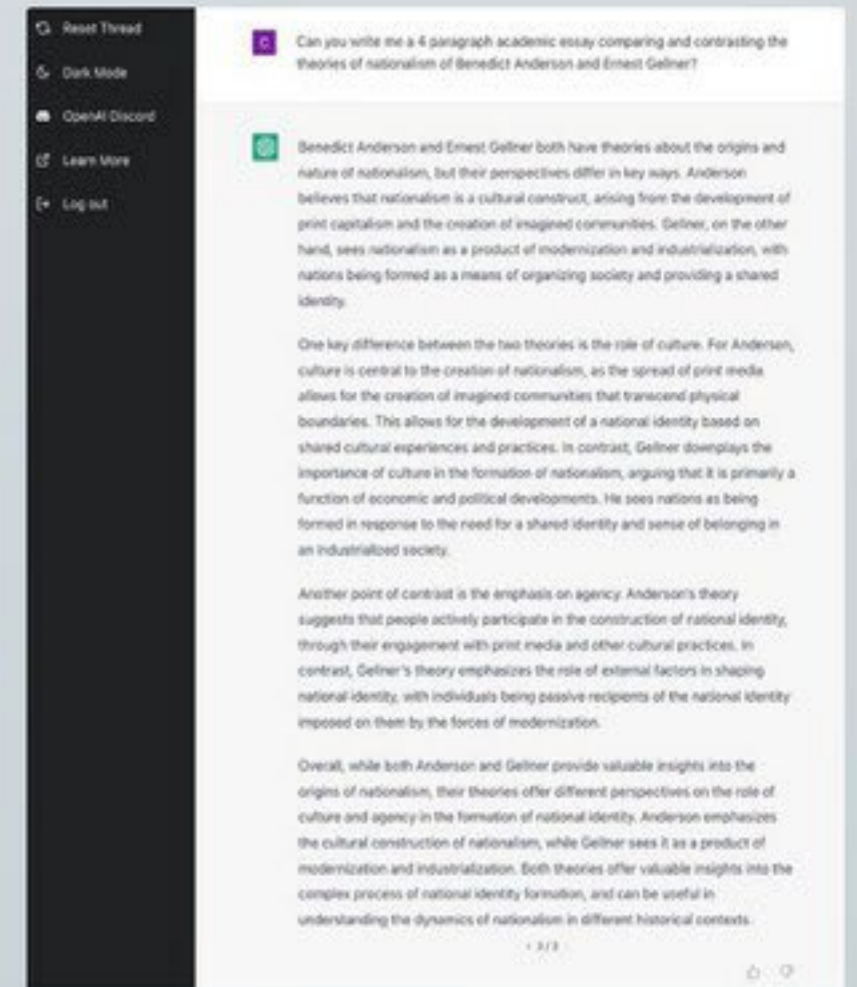 Reset Thread
Dark Mode
OpenAI Discord
Learn More
Log out
C
Can you write me a 4 paragraph academic essay comparing and contrasting the
theories of nationalism of Benedict Anderson and Ernest Gellner?
Benedict Anderson and Ernest Gellner both have theories about the origins and
nature of nationalism, but their perspectives differ in key ways. Anderson
believes that nationalism is a cultural construct, arising from the development of
print capitalism and the creation of imagined communities. Gellner, on the other
hand, sees nationalism as a product of modernization and industrialization, with
nations being formed as a means of organizing society and providing a shared
identity.
One key difference between the two theories is the role of culture. For Anderson,
culture is central to the creation of nationalism, as the spread of print media
allows for the creation of imagined communities that transcend physical
boundaries. This allows for the development of a national identity based on
shared cultural experiences and practices. In contrast, Gellner downplays the
importance of culture in the formation of nationalism, arguing that it is primarily a
function of economic and political developments. He sees nations as being
formed in response to the need for a shared identity and sense of belonging in
an industrialized society.
Another point of contrast is the emphasis on agency. Anderson's theory
suggests that people actively participate in the construction of national identity,
through their engagement with print media and other cultural practices. In
contrast, Gellner's theory emphasizes the role of external factors in shaping
national identity, with individuals being passive recipients of the national identity
imposed on them by the forces of modernization.
Overall, while both Anderson and Gellner provide valuable insights into the
origins of nationalism, their theories offer different perspectives on the role of
culture and agency in the formation of national identity. Anderson emphasizes
the cultural construction of nationalism, while Gellner sees it as a product of
modernization and industrialization. Both theories offer valuable insights into the
complex process of national identity formation, and can be useful in
understanding the dynamics of nationalism in different historical contexts.